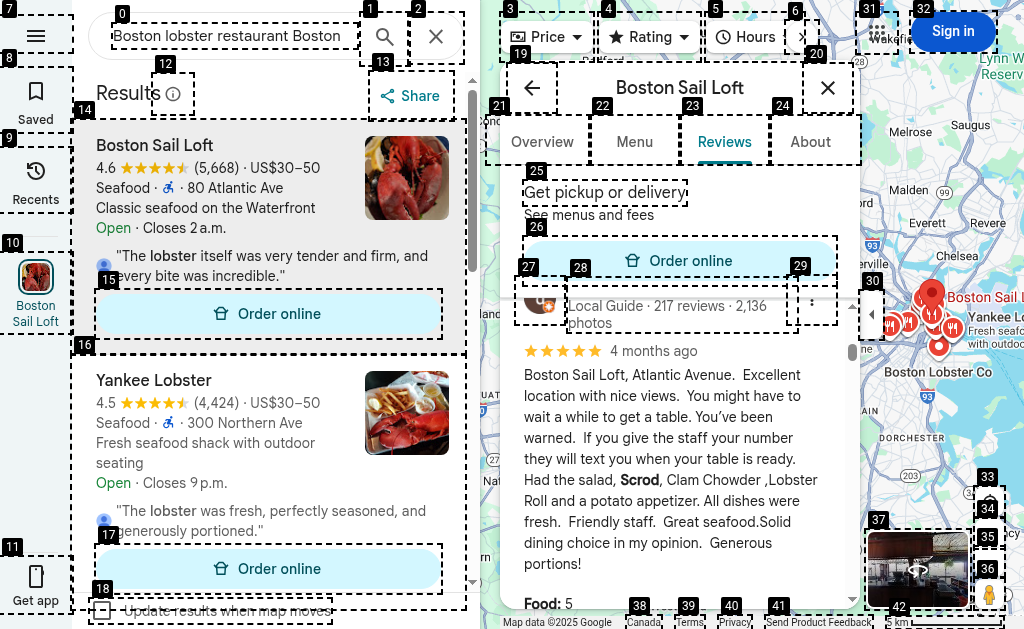 Boston lobster restaurant Boston
Price
Rating
Hours
Sign in
Results
Share
Saved
Recents
Boston
Sail Loft
Get app
Boston Sail Loft
4.6 (5,668) · US$30–50
Seafood · 80 Atlantic Ave
Classic seafood on the Waterfront
Open · Closes 2 a.m.
"The lobster itself was very tender and firm, and
every bite was incredible."
Order online
Yankee Lobster
4.5 (4,424) · US$30–50
Seafood · 300 Northern Ave
Fresh seafood shack with outdoor
seating
Open · Closes 9 p.m.
"The lobster was fresh, perfectly seasoned, and
generously portioned."
Order online
Update results when map moves
Boston Sail Loft
Overview
Menu
Reviews
About
Get pickup or delivery
See menus and fees
Order online
Local Guide · 217 reviews · 2,136
photos
4 months ago
Boston Sail Loft, Atlantic Avenue. Excellent
location with nice views. You might have to
wait a while to get a table. You've been
warned. If you give the staff your number
they will text you when your table is ready.
Had the salad, Scrod, Clam Chowder ,Lobster
Roll and a potato appetizer. All dishes were
fresh. Friendly staff. Great seafood.Solid
dining choice in my opinion. Generous
portions!
Food: 5
Melrose
Saugus
Lynn W
Reserv
Malden
99
Everett
Revere
93
Chelsea
Boston Sail L
Yankee Lo
Fresh seafo
with outdoo
Boston Lobster Co
93
DORCHESTER
203
Map data ©2025 Google
Canada
Terms
Privacy
Send Product Feedback
5 km
0
1
2
3
4
5
6
7
8
9
10
11
12
13
14
15
16
17
18
19
20
21
22
23
24
25
26
27
28
29
30
31
32
33
34
35
36
37
38
39
40
41
42